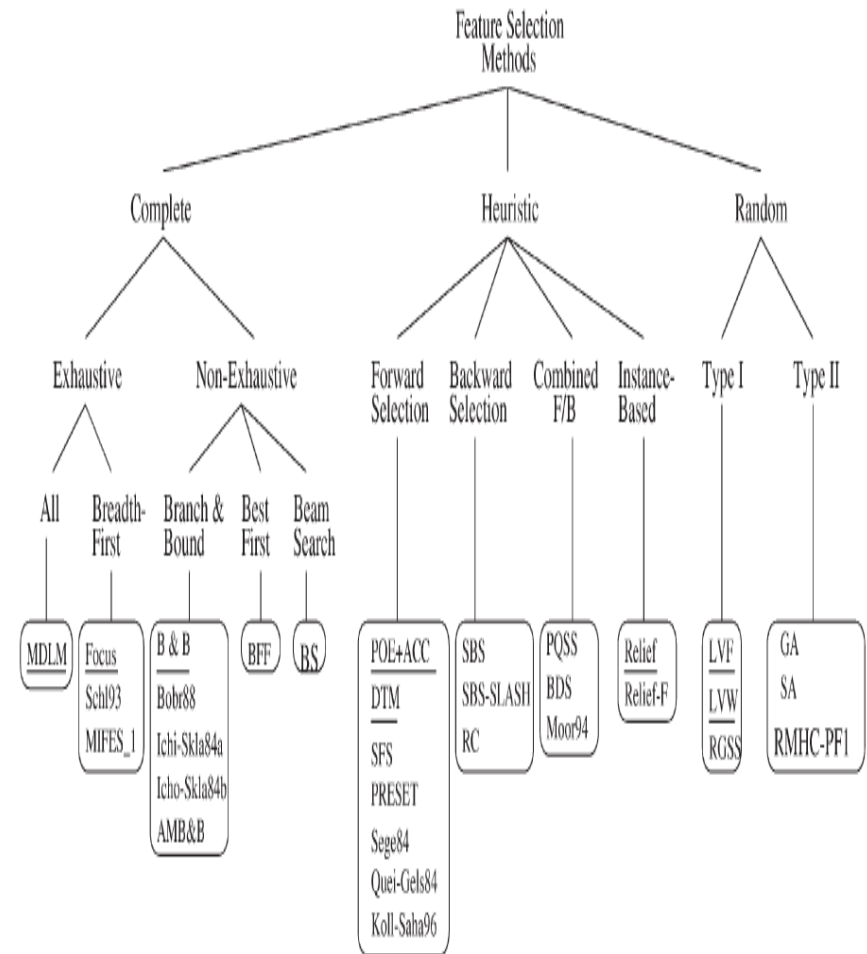 Feature Selection
Methods
Complete
Heuristic
Random
Exhaustive
Non-Exhaustive
Forward
Selection
Backward
Selection
Combined
F/B
Instance-
Based
Type I
Type II
All
Breadth-
First
Branch &
Bound
Best
First
Beam
Search
MDLM
Focus
Schl93
MIFES_1
B & B
Bobr88
Ichi-Skla84a
Icho-Skla84b
AMB&B
BFF
BS
POE+ACC
DTM
SFS
PRESET
Sege84
Quei-Gels84
Koll-Saha96
SBS
SBS-SLASH
RC
PQSS
BDS
Moor94
Relief
Relief-F
LVF
LVW
RGSS
GA
SA
RMHC-PF1